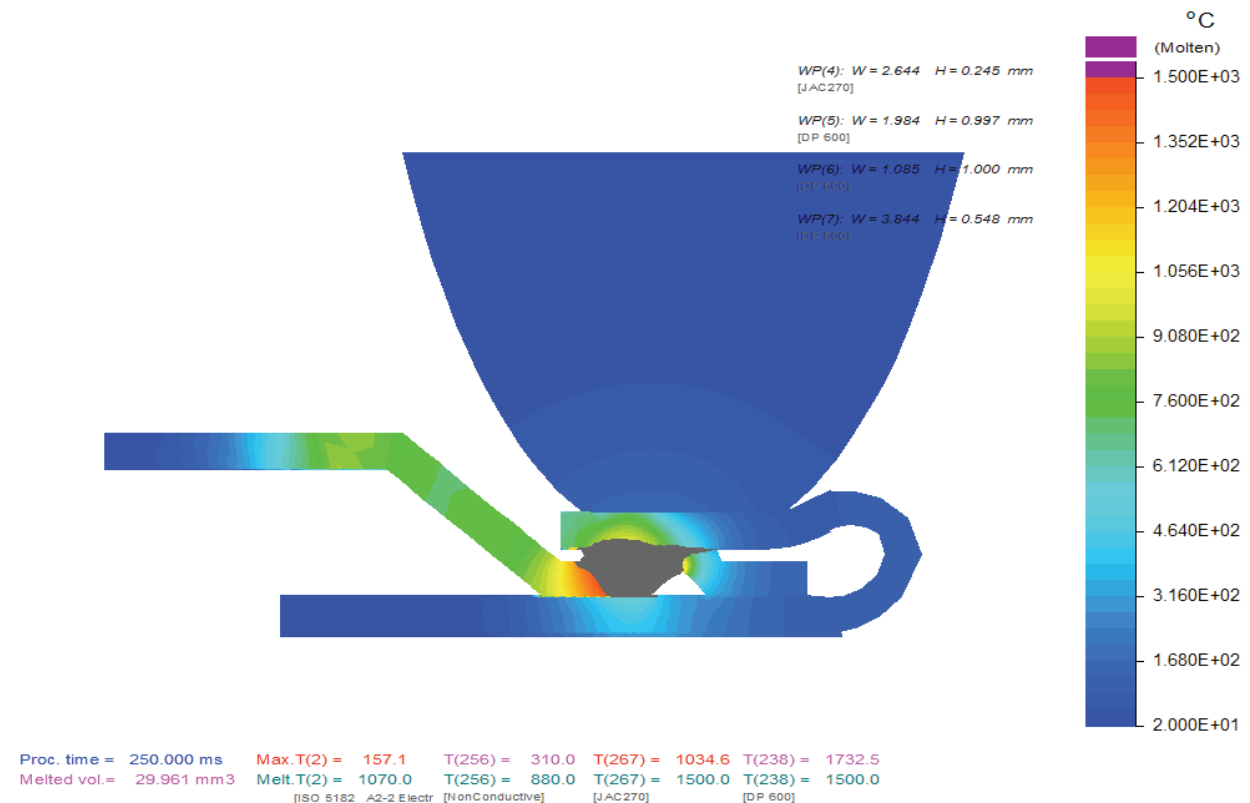 °C
(Molten)
WP(4): W = 2.644 H = 0.245 mm
[JAC270]
WP(5): W = 1.984 H = 0.997 mm
[DP 600]
WP(6): W = 1.085 H = 1.000 mm
[DP 600]
WP(7): W = 3.844 H = 0.548 mm
[DP 600]
1.500E+03
1.352E+03
1.204E+03
1.056E+03
9.080E+02
7.600E+02
6.120E+02
4.640E+02
3.160E+02
1.680E+02
2.000E+01
Proc. time = 250.000 ms Max.T(2) = 157.1 T(256) = 310.0 T(267) = 1034.6 T(238) = 1732.5
Melted vol.= 29.961 mm3 Melt.T(2) = 1070.0 T(256) = 880.0 T(267) = 1500.0 T(238) = 1500.0
[ISO 5182 A2-2 Electr [NonConductive] [JAC270] [DP 600]